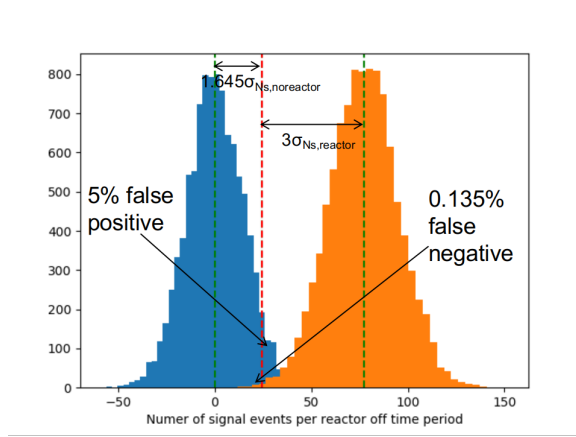 800
700
600
500
400
300
200
100
0
1.645σNs,noreactor
3σNs,reactor
5% false
positive
0.135%
false
negative
−50 0 50 100 150
Numer of signal events per reactor off time period